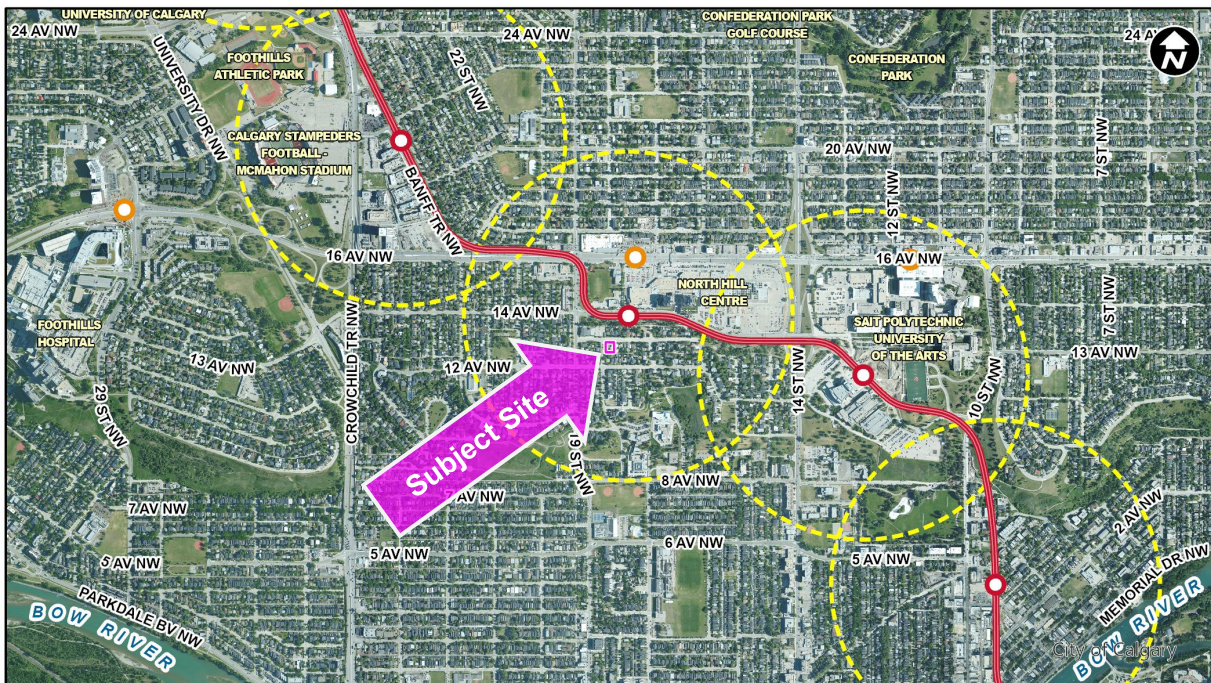 UNIVERSITY OF CALGARY
CONFEDERATION PARK
GOLF COURSE
24 AV NW
24 AV NW
N
FOOTHILLS
ATHLETIC PARK
UNIVERSITY DR NW
22 ST NW
CONFEDERATION
PARK
CALGARY STAMPEDERS
FOOTBALL -
MCMAHON STADIUM
20 AV NW
7 ST NW
BANFF TR NW
12 ST NW
16 AV NW
16 AV NW
NORTH HILL
CENTRE
14 AV NW
7 ST NW
FOOTHILLS
HOSPITAL
SAIT POLYTECHNIC
UNIVERSITY
OF THE ARTS
13 AV NW
12 AV NW
13 AV NW
29 ST NW
CROWCHILD TR NW
14 ST NW
10 ST NW
Subject Site
19 ST NW
8 AV NW
AV NW
7 AV NW
2 AV NW
5 AV NW
5 AV NW
6 AV NW
5 AV NW
PARKDALE BV NW
MEMORIAL DR NW
BOW RIVER
BOW RIVER
City of Calgary